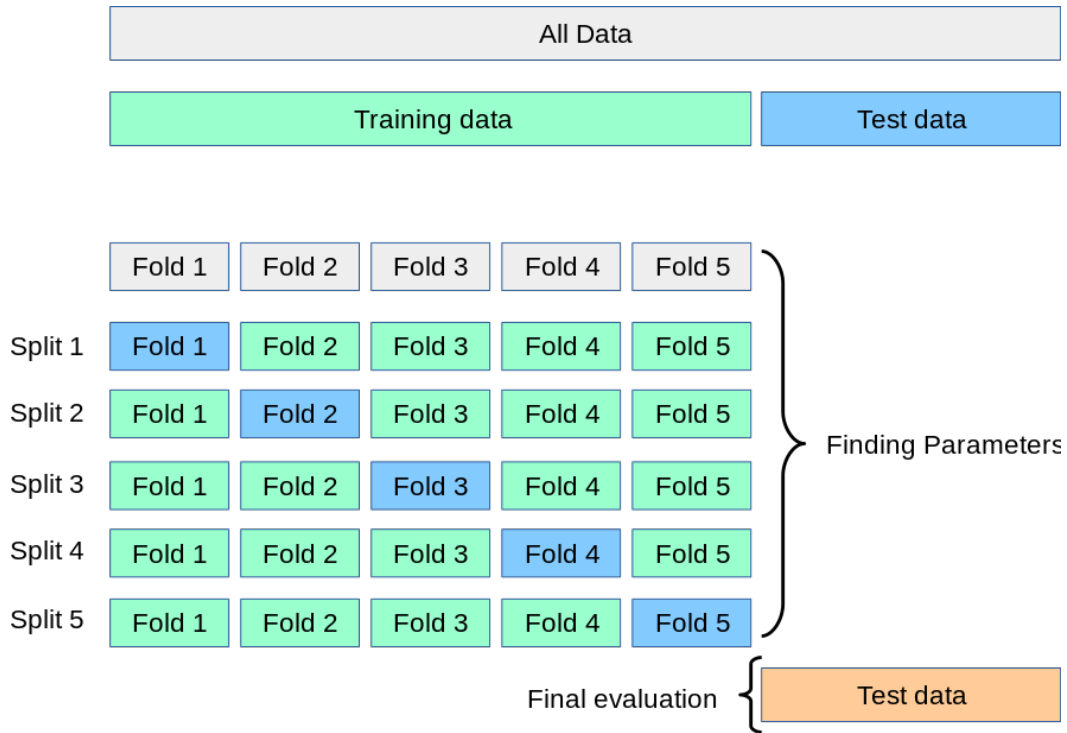 All Data
Training data Test data
Fold 1 Fold 2 Fold 3 Fold 4 Fold 5
Split 1 Fold 1 Fold 2 Fold 3 Fold 4 Fold 5
Split 2 Fold 1 Fold 2 Fold 3 Fold 4 Fold 5
Finding Parameters
Split 3 Fold 1 Fold 2 Fold 3 Fold 4 Fold 5
Split 4 Fold 1 Fold 2 Fold 3 Fold 4 Fold 5
Split 5 Fold 1 Fold 2 Fold 3 Fold 4 Fold 5
Final evaluation Test data